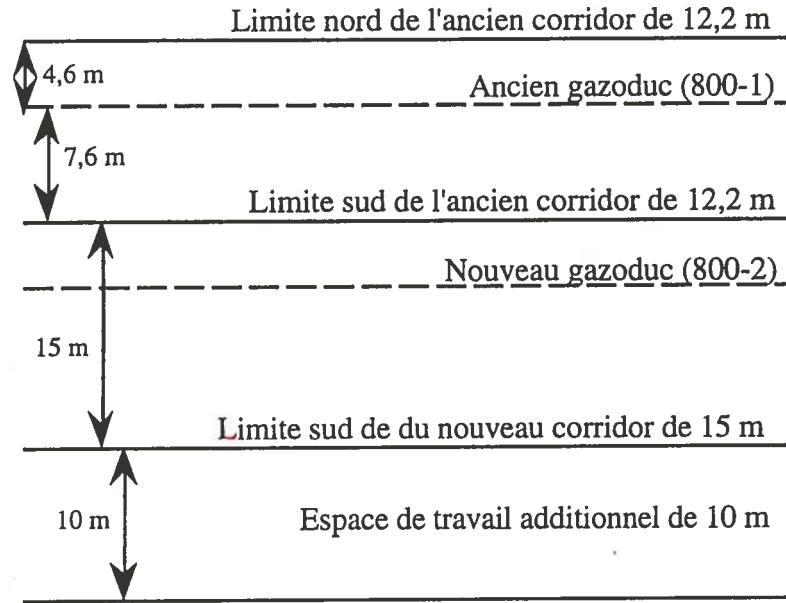 Limite nord de l'ancien corridor de 12,2 m
4,6 m
Ancien gazoduc (800-1)
7,6 m
Limite sud de l'ancien corridor de 12,2 m
Nouveau gazoduc (800-2)
15 m
Limite sud de du nouveau corridor de 15 m
10 m
Espace de travail additionnel de 10 m